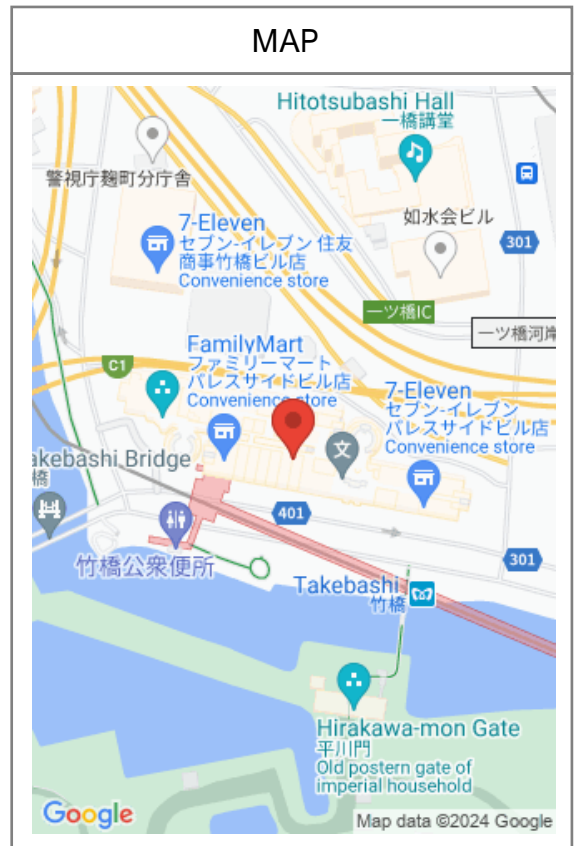 MAP
Hitotsubashi Hall
一橋講堂
警視庁麹町分庁舎
如水会ビル
7-Eleven
セブン-イレブン 住友
商事竹橋ビル店
Convenience store
301
一ツ橋IC
一ツ橋河岸
FamilyMart
ファミリーマート
パレスサイドビル店
Convenience store
C1
7-Eleven
セブン-イレブン
パレスサイドビル店
Convenience store
文
akebashi Bridge
橋
401
竹橋公衆便所
301
Takebashi
竹橋
Hirakawa-mon Gate
平川門
Old postern gate of
imperial household
Google
Map data ©2024 Google